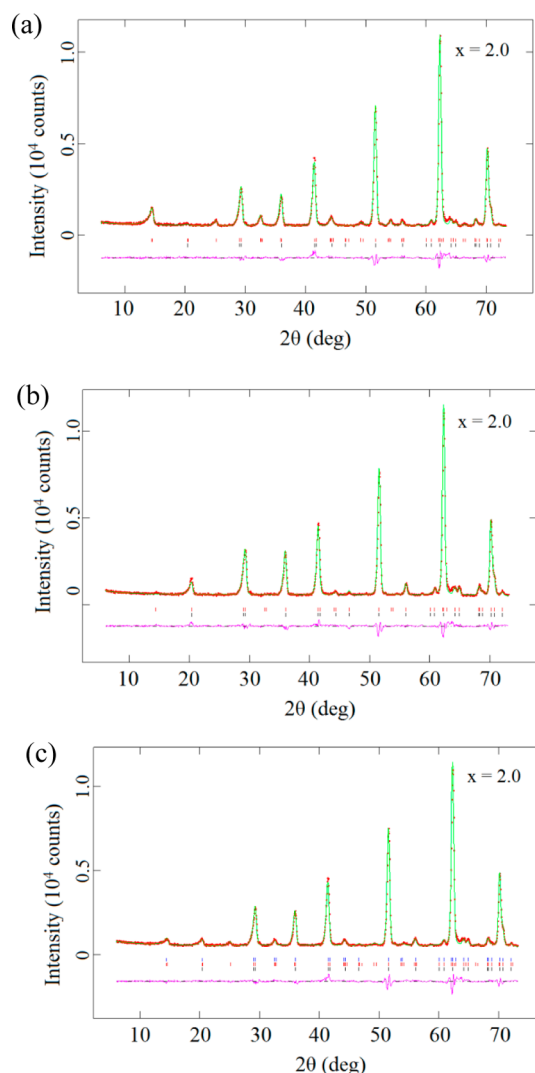 (a)
x = 2.0
Intensity (10⁴ counts)
1.0
0.5
0
10 20 30 40 50 60 70
2θ (deg)
(b)
x = 2.0
Intensity (10⁴ counts)
1.0
0.5
0
10 20 30 40 50 60 70
2θ (deg)
(c)
x = 2.0
Intensity (10⁴ counts)
1.0
0.5
0
10 20 30 40 50 60 70
2θ (deg)